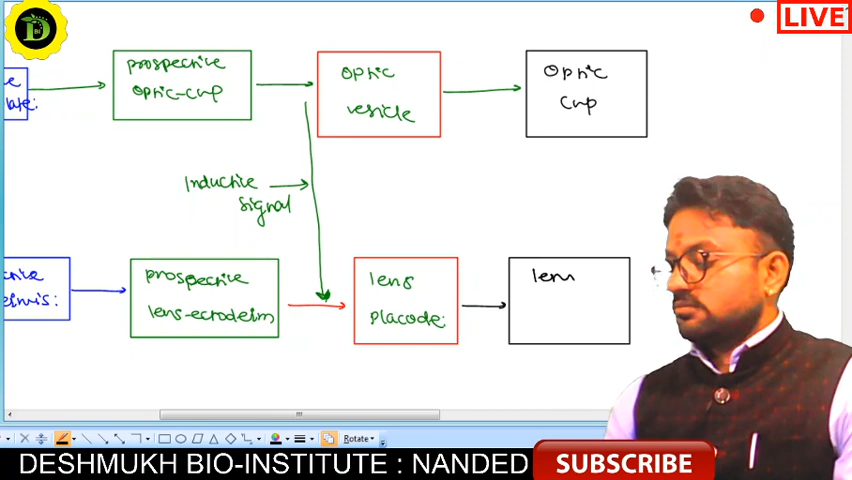 LIVE
D
Bi
prospective
optic-cup
optic
vesicle
optic
cup
Inductive
signal
prospective
lens-ectoderm
lens
placode:
lens
Rotate
DESHMUKH BIO-INSTITUTE : NANDED
SUBSCRIBE